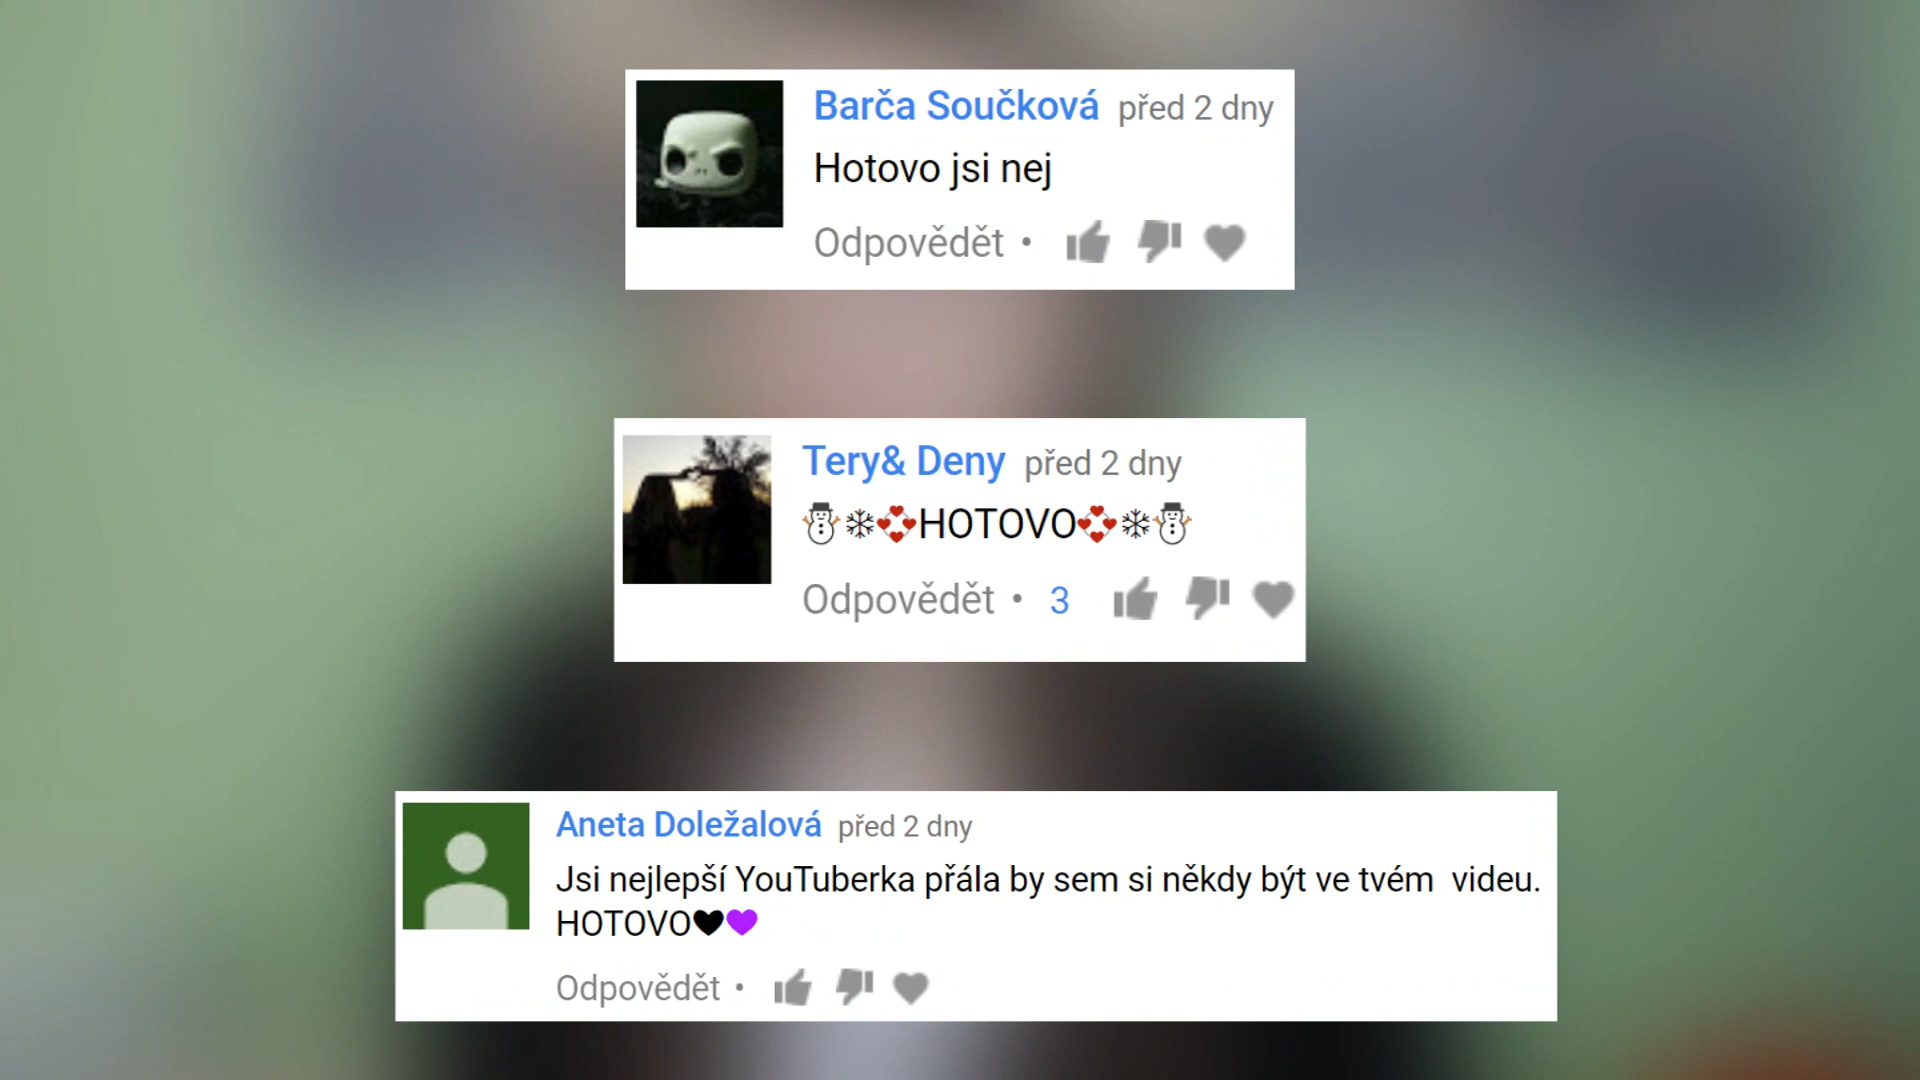 Barča Součková před 2 dny
Hotovo jsi nej
Odpovědět •
Tery& Deny před 2 dny
⛄❄💞HOTOVO💞❄⛄
Odpovědět • 3
Aneta Doležalová před 2 dny
Jsi nejlepší YouTuberka přála by sem si někdy být ve tvém  videu.
HOTOVO🖤💜
Odpovědět •